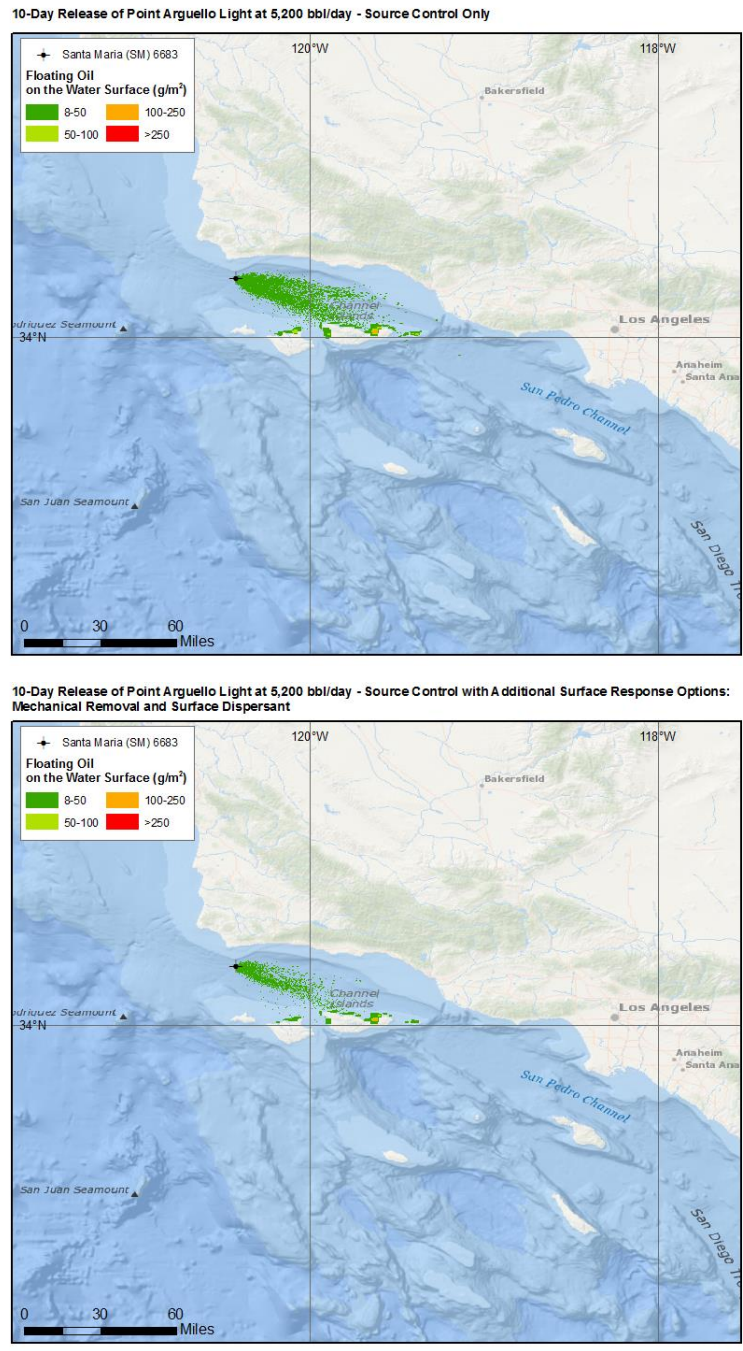 10-Day Release of Point Arguello Light at 5,200 bbl/day - Source Control Only
120°W
118°W
Santa Maria (SM) 6683
Floating Oil
on the Water Surface (g/m²)
8-50
100-250
50-100
>250
Bakersfield
Channel
Islands
Los Angeles
odriguez Seamount
34°N
Anaheim
Santa Ana
San Pedro Channel
San Juan Seamount
San Diego Tro
0
30
60
Miles
10-Day Release of Point Arguello Light at 5,200 bbl/day - Source Control with Additional Surface Response Options:
Mechanical Removal and Surface Dispersant
120°W
118°W
Santa Maria (SM) 6683
Floating Oil
on the Water Surface (g/m²)
8-50
100-250
50-100
>250
Bakersfield
Channel
Islands
Los Angeles
odriguez Seamount
34°N
Anaheim
Santa Ana
San Pedro Channel
San Juan Seamount
San Diego Tro
0
30
60
Miles